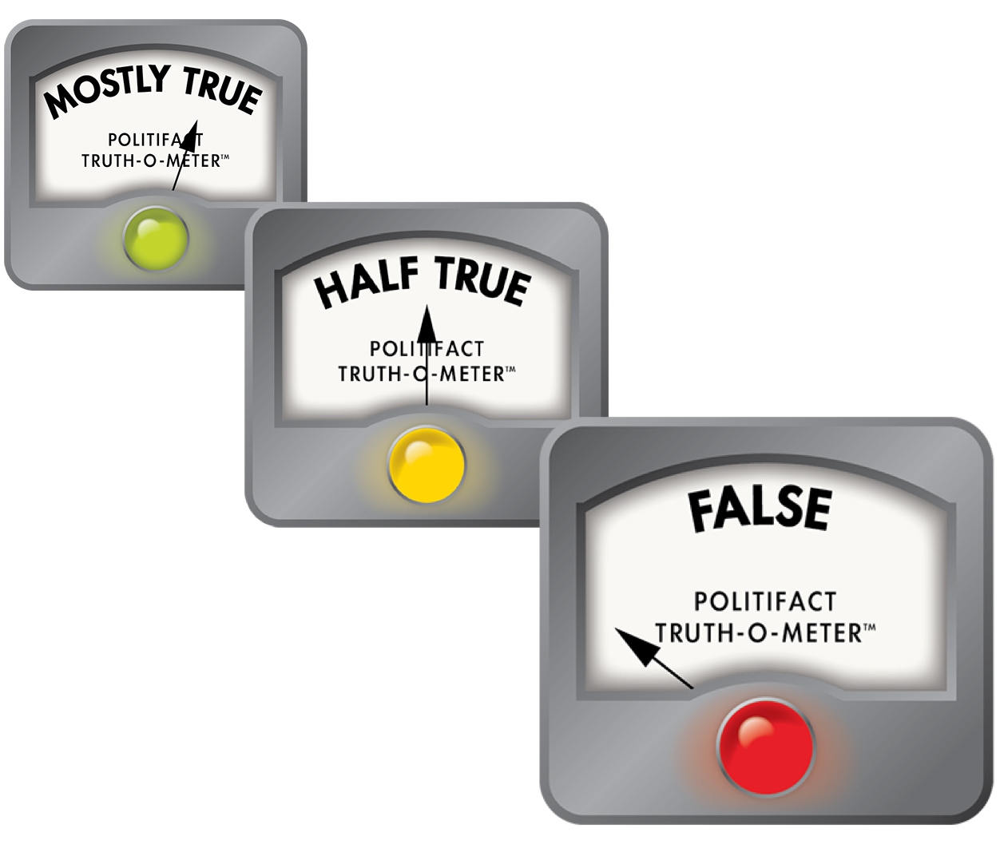 MOSTLY TRUE
POLITIFACT
TRUTH-O-METER™
HALF TRUE
POLITIFACT
TRUTH-O-METER™
FALSE
POLITIFACT
TRUTH-O-METER™